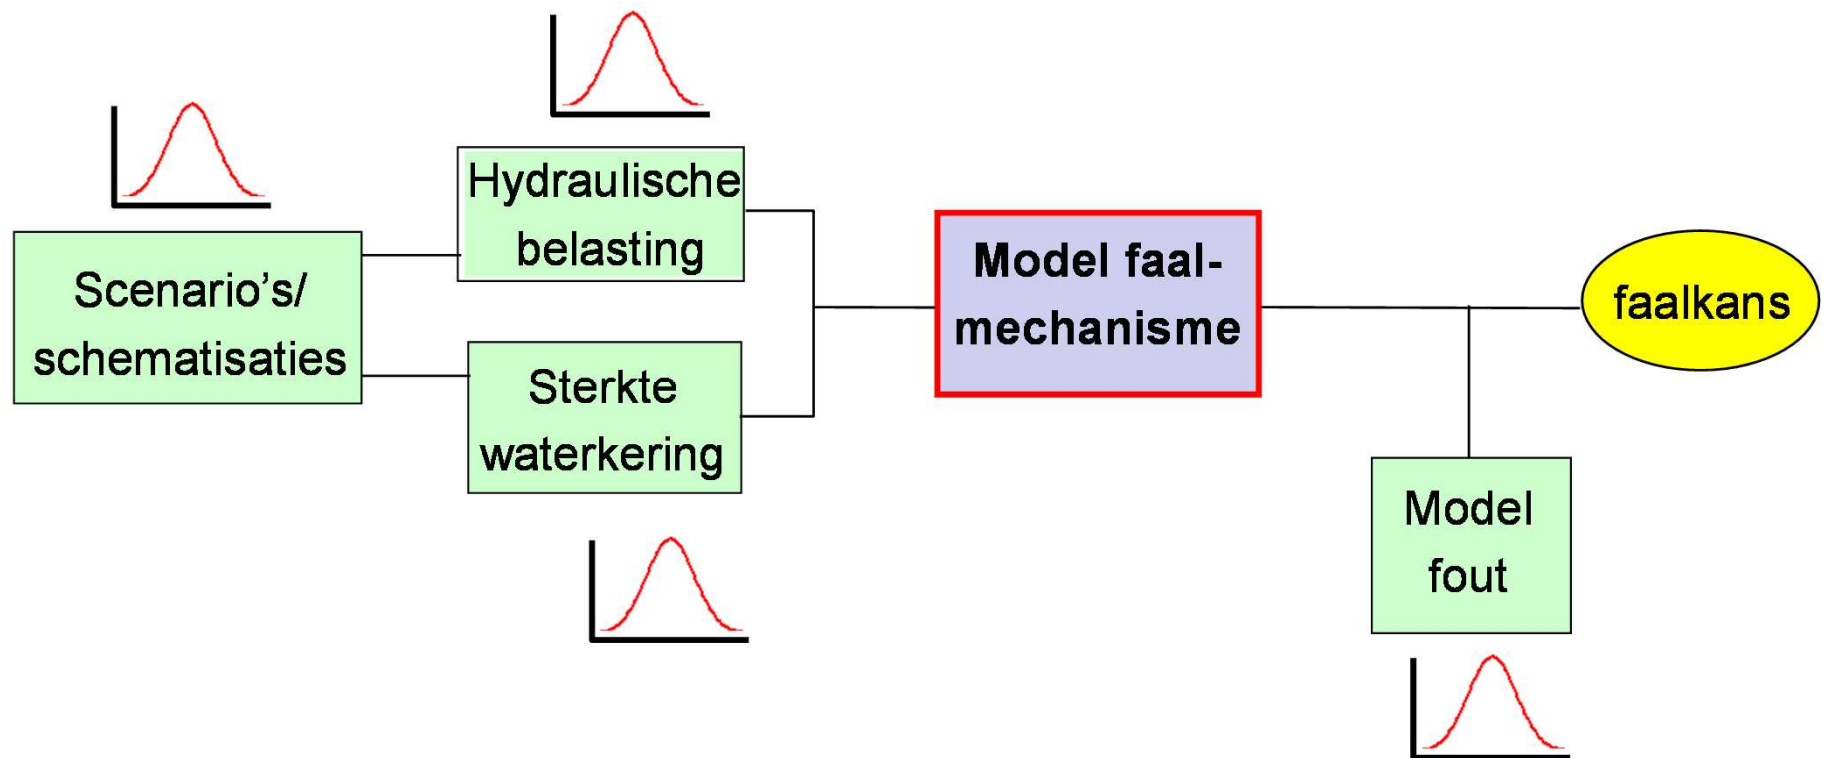 Scenario's/
schematisaties
Hydraulische
belasting
Sterkte
waterkering
Model faal-
mechanisme
faalkans
Model
fout